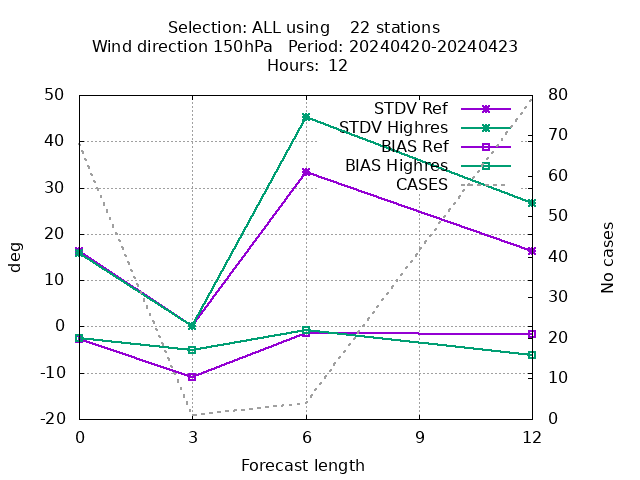 Selection: ALL using    22 stations
Wind direction 150hPa   Period: 20240420-20240423
Hours: 12
50
40
30
20
10
0
-10
-20
deg
STDV Ref
STDV Highres
BIAS Ref
BIAS Highres
CASES
80
70
60
50
40
30
20
10
0
No cases
0 3 6 9 12
Forecast length